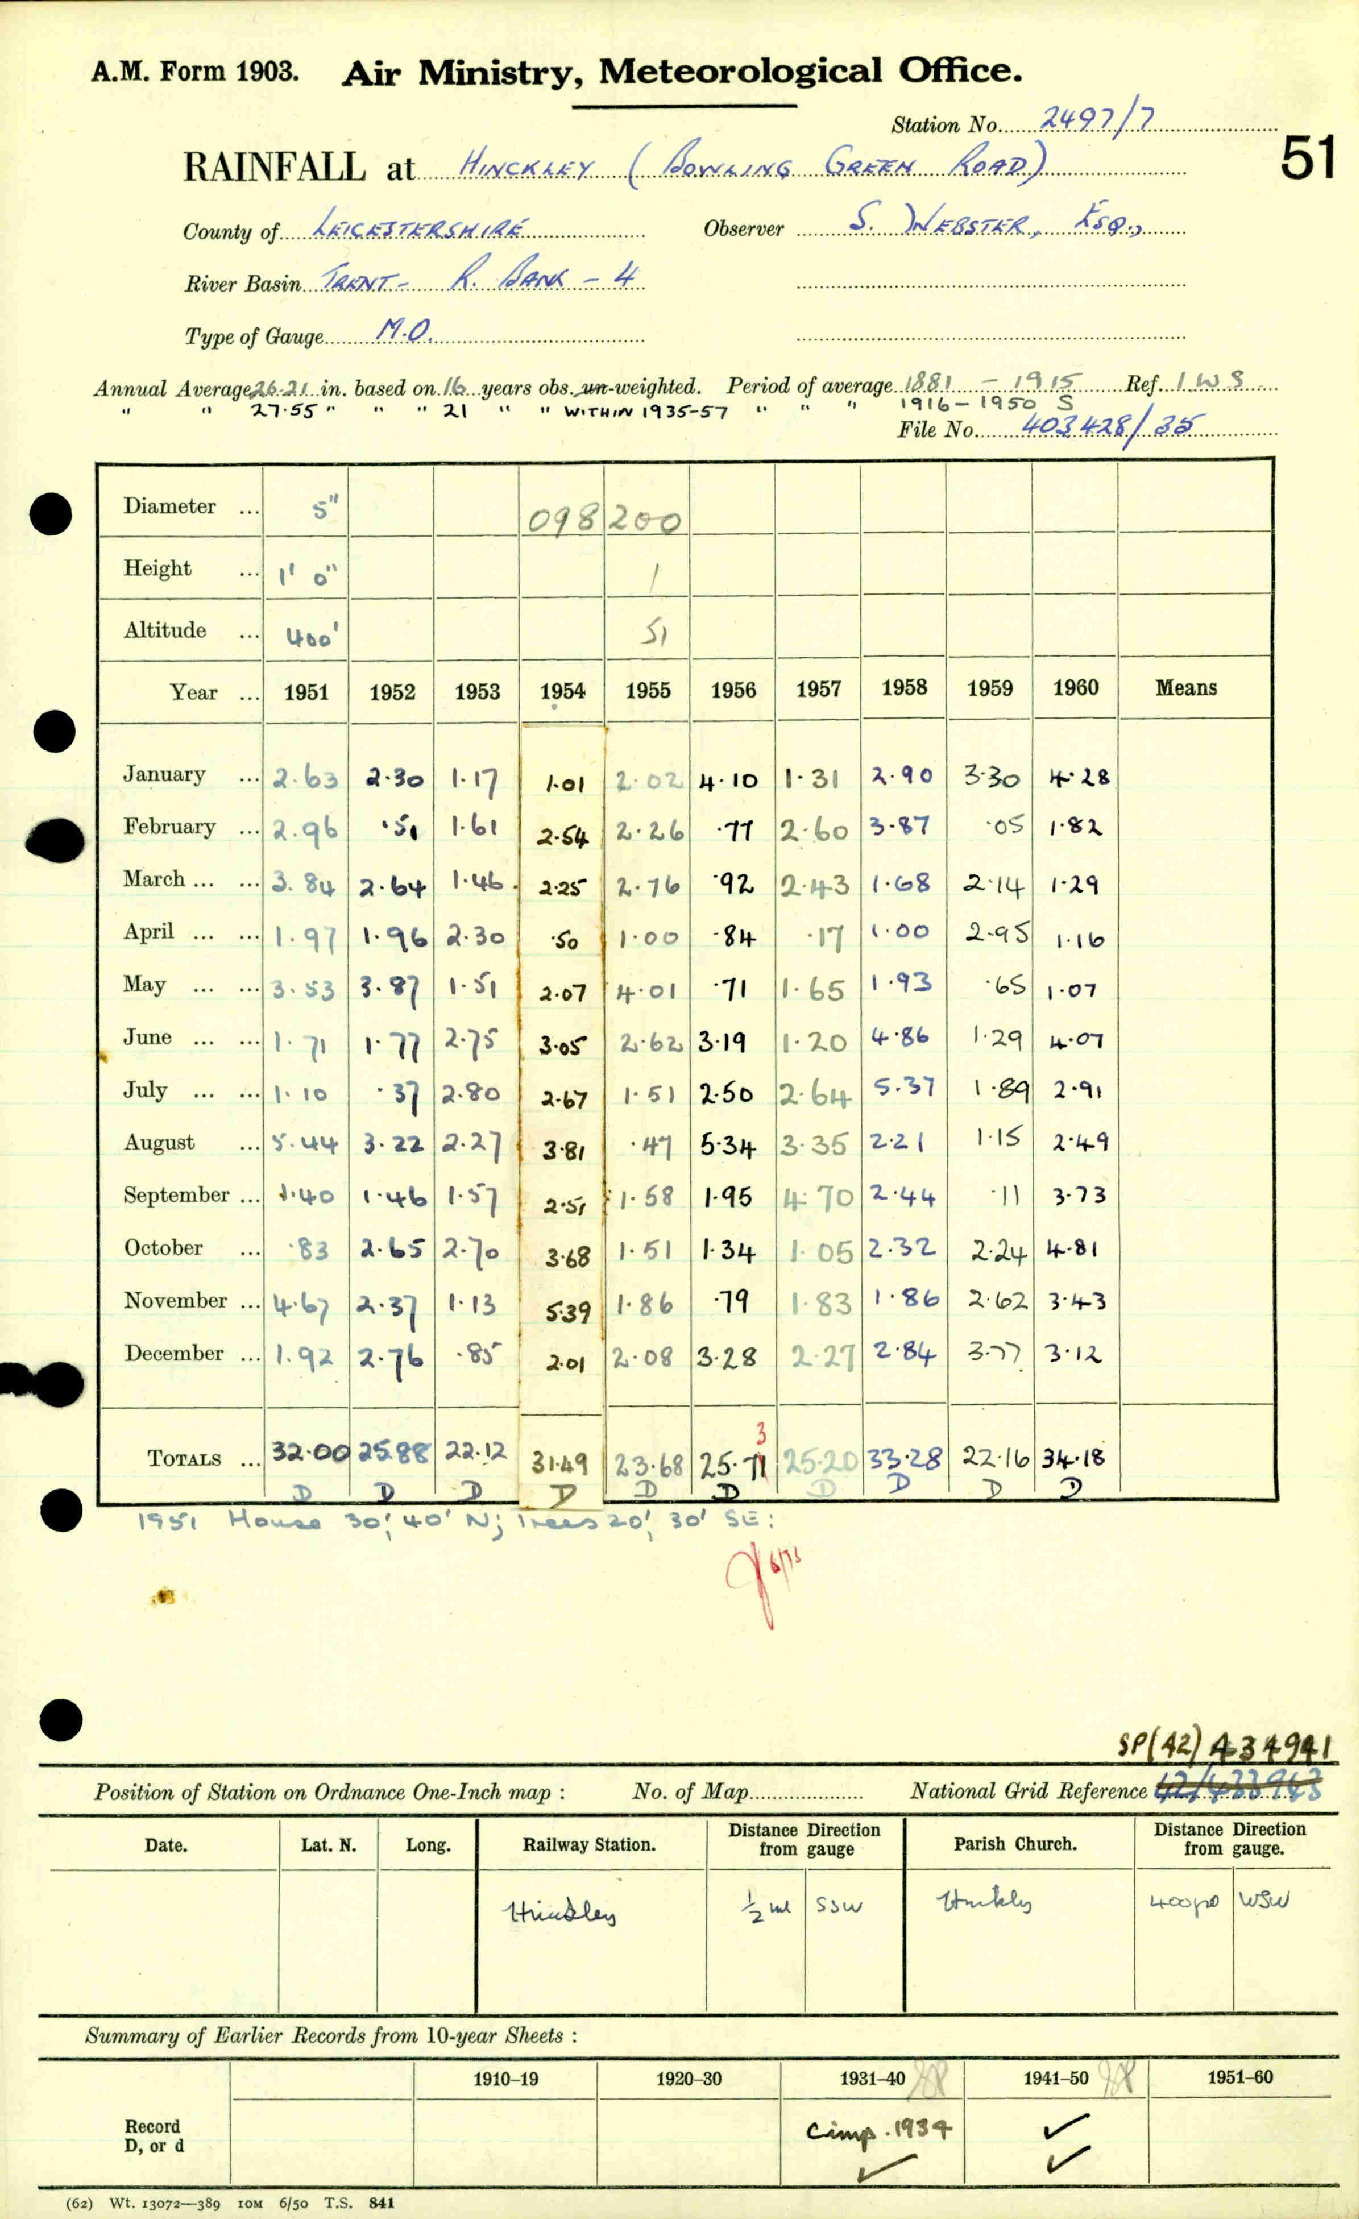 A.M. Form 1903. Air Ministry, Meteorological Office.
Station No. 2497/7
RAINFALL at HINCKLEY (BOWLING GREEN ROAD) 51
County of LEICESTERSHIRE Observer S. WEBSTER, ESQ.,
River Basin TRENT - R. BANK - 4
Type of Gauge M.O.
Annual Average 26.21 in. based on 16 years obs. un-weighted. Period of average 1881 - 1915 Ref. I W S
" " 27.55 " " " 21 " " WITHIN 1935-57 " " " 1916-1950 S
File No. 403428/35
Diameter ... 5" 098 200
Height ... 1' 0" 1
Altitude ... 400' 51
Year ... 1951 1952 1953 1954 1955 1956 1957 1958 1959 1960 Means
January ... 2.63 2.30 1.17 1.01 2.02 4.10 1.31 2.90 3.30 4.28
February ... 2.96 .51 1.61 2.54 2.26 .77 2.60 3.87 .05 1.82
March ... ... 3.84 2.64 1.46 2.25 2.76 .92 2.43 1.68 2.14 1.29
April ... ... 1.97 1.96 2.30 .50 1.00 .84 .17 1.00 2.95 1.16
May ... ... 3.53 3.87 1.51 2.07 4.01 .71 1.65 1.93 .65 1.07
June ... ... 1.71 1.77 2.75 3.05 2.62 3.19 1.20 4.86 1.29 4.07
July ... ... 1.10 .37 2.80 2.67 1.51 2.50 2.64 5.37 1.89 2.91
August ... 5.44 3.22 2.27 3.81 .47 5.34 3.35 2.21 1.15 2.49
September ... 1.40 1.46 1.57 2.51 1.58 1.95 4.70 2.44 .11 3.73
October ... .83 2.65 2.70 3.68 1.51 1.34 1.05 2.32 2.24 4.81
November ... 4.67 2.37 1.13 5.39 1.86 .79 1.83 1.86 2.62 3.43
December ... 1.92 2.76 .85 2.01 2.08 3.28 2.27 2.84 3.77 3.12
3
TOTALS ... 32.00 25.88 22.12 31.49 23.68 25.71 25.20 33.28 22.16 34.18
D D D D D D D D D D
1951 House 30', 40' N; Trees 20', 30' SE:
6/73
SP(42) 434941
Position of Station on Ordnance One-Inch map : No. of Map National Grid Reference 42/433943
Date. Lat. N. Long. Railway Station. Distance Direction from gauge Parish Church. Distance Direction from gauge.
Hinckley ½ ml SSW Hinckley 400yd WSW
Summary of Earlier Records from 10-year Sheets :
1910–19 1920–30 1931–40 1941–50 1951–60
Record
D, or d
Cimp. 1934 ✓
✓ ✓
(62) Wt. 13072—389 10M 6/50 T.S. 841